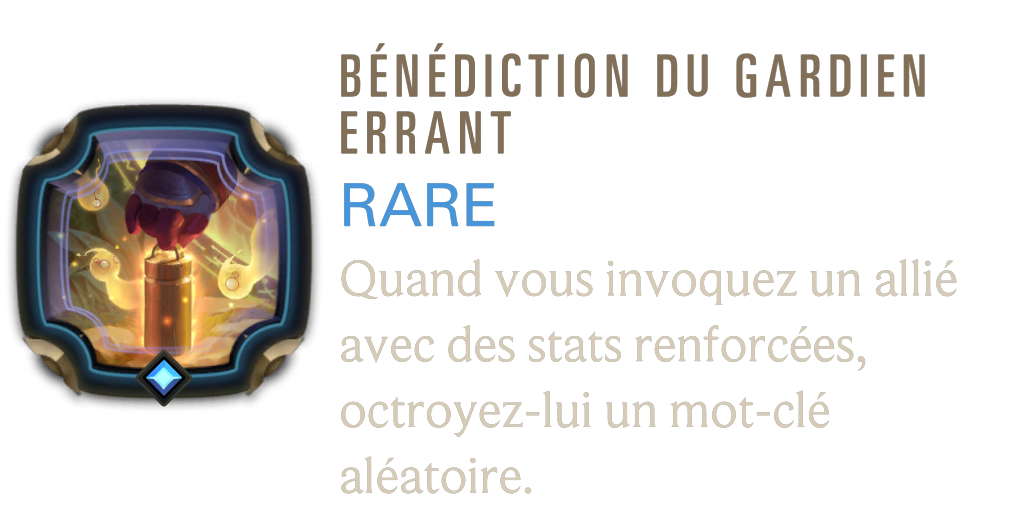 BÉNÉDICTION DU GARDIEN
ERRANT
RARE
Quand vous invoquez un allié
avec des stats renforcées,
octroyez-lui un mot-clé
aléatoire.